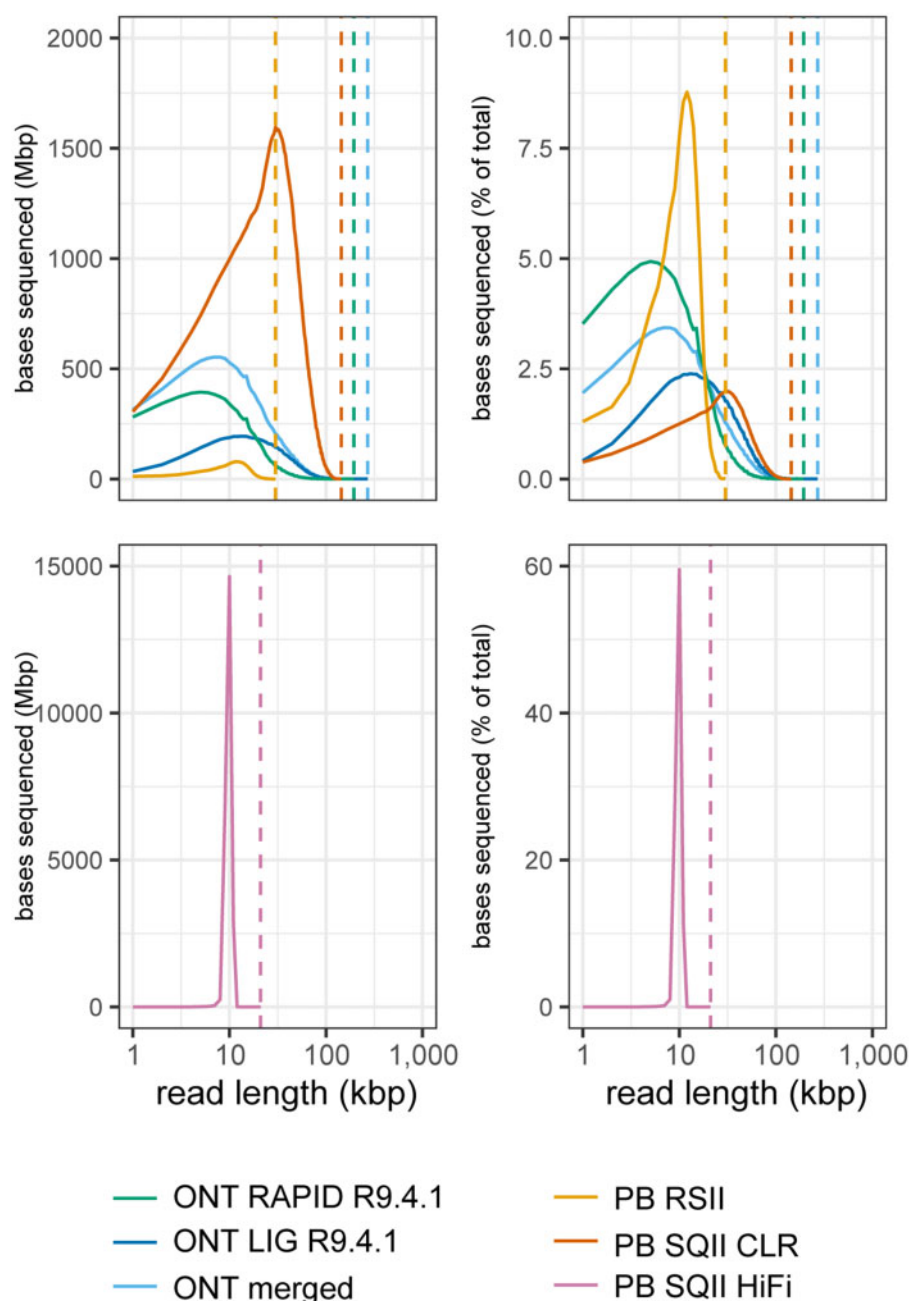 bases sequenced (Mbp)
2000
1500
1000
500
0
bases sequenced (% of total)
10.0
7.5
5.0
2.5
0.0
bases sequenced (Mbp)
15000
10000
5000
0
1 10 100 1,000
read length (kbp)
bases sequenced (% of total)
60
40
20
0
1 10 100 1,000
read length (kbp)
ONT RAPID R9.4.1
ONT LIG R9.4.1
ONT merged
PB RSII
PB SQII CLR
PB SQII HiFi